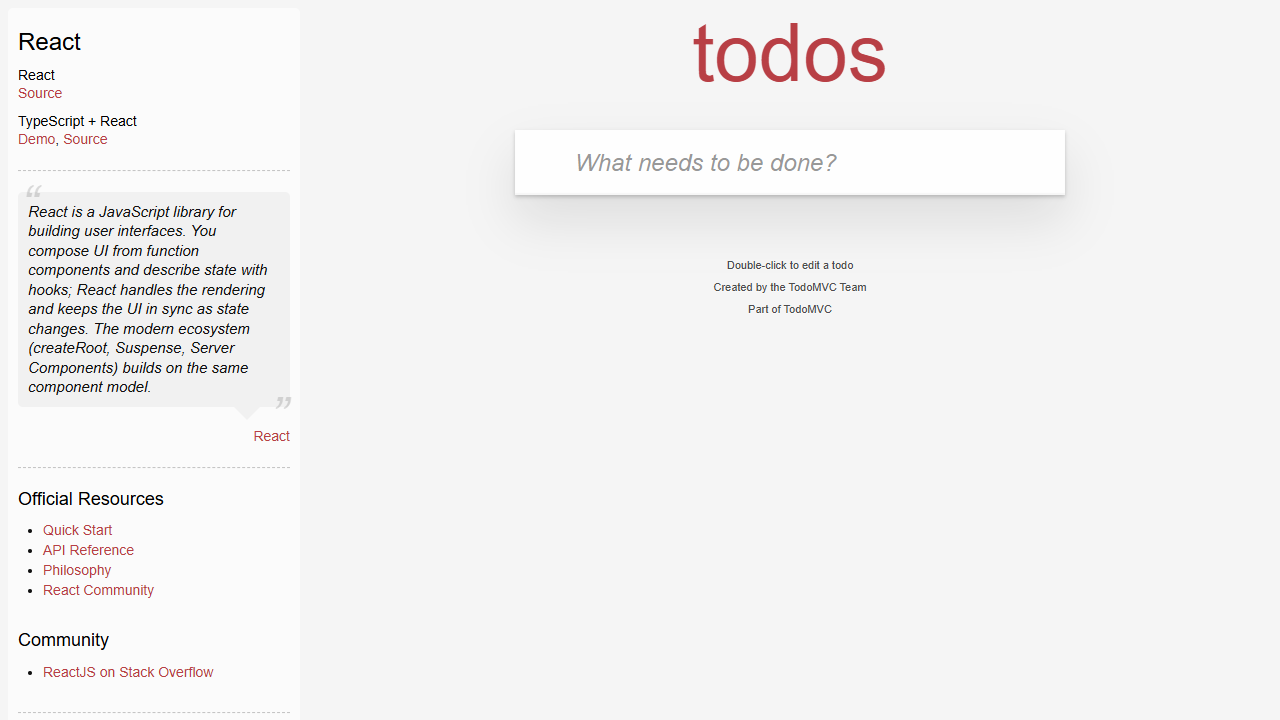 React
React
Source
TypeScript + React
Demo, Source
“
React is a JavaScript library for
building user interfaces. You
compose UI from function
components and describe state with
hooks; React handles the rendering
and keeps the UI in sync as state
changes. The modern ecosystem
(createRoot, Suspense, Server
Components) builds on the same
component model.
”
React
Official Resources
• Quick Start
• API Reference
• Philosophy
• React Community
Community
• ReactJS on Stack Overflow
todos
What needs to be done?
Double-click to edit a todo
Created by the TodoMVC Team
Part of TodoMVC